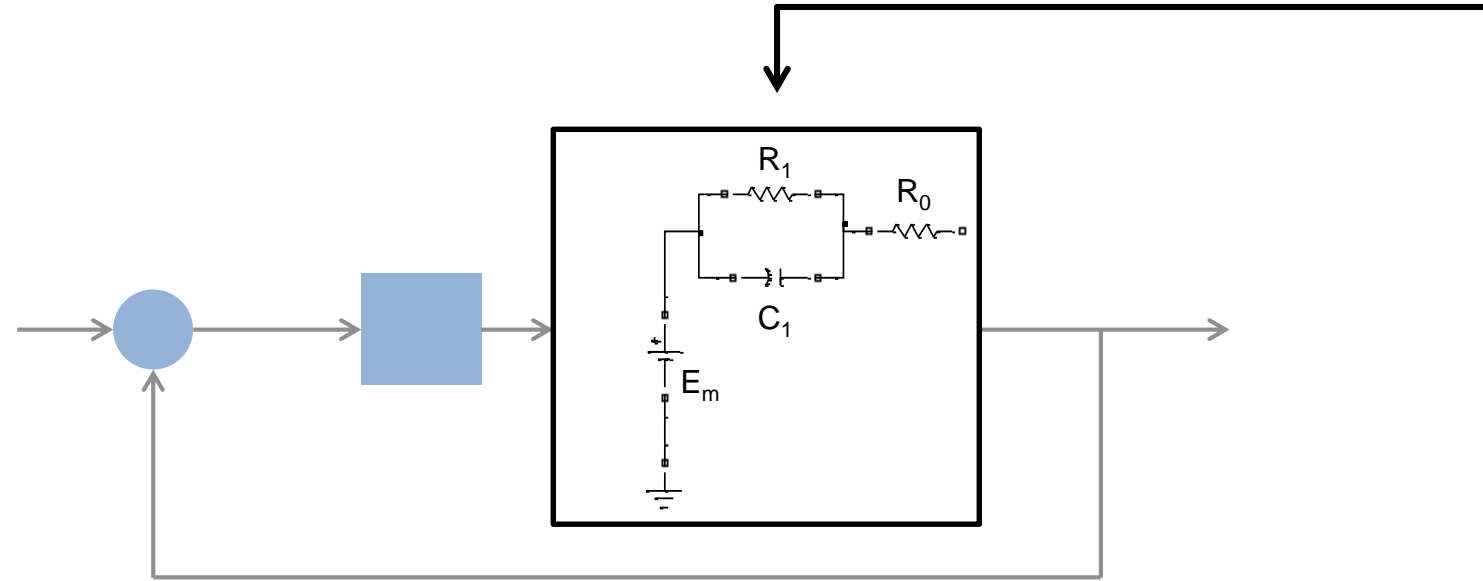 R₁
R₀
C₁
+
Eₘ